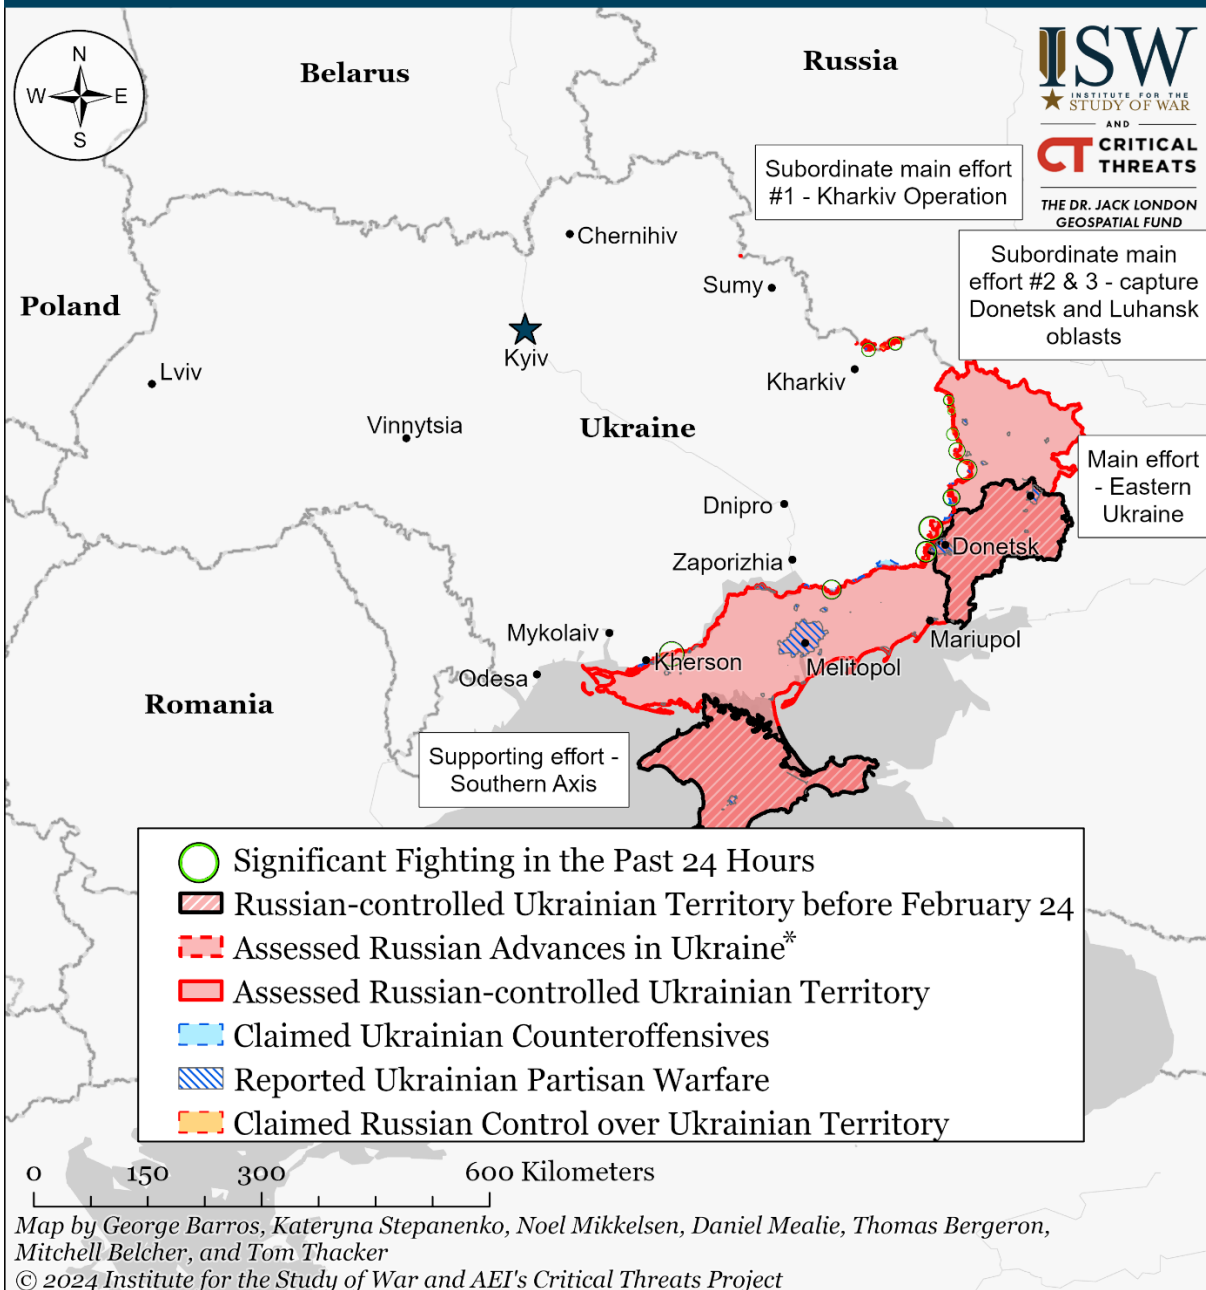 N
W
E
S
Belarus
Russia
ISW
INSTITUTE FOR THE
STUDY OF WAR
AND
CT CRITICAL
THREATS
THE DR. JACK LONDON
GEOSPATIAL FUND
Subordinate main effort
#1 - Kharkiv Operation
Subordinate main
effort #2 & 3 - capture
Donetsk and Luhansk
oblasts
Chernihiv
Sumy
Poland
Kyiv
Lviv
Kharkiv
Vinnytsia
Ukraine
Main effort
- Eastern
Ukraine
Dnipro
Donetsk
Zaporizhia
Mykolaiv
Mariupol
Kherson
Melitopol
Odesa
Romania
Supporting effort -
Southern Axis
Significant Fighting in the Past 24 Hours
Russian-controlled Ukrainian Territory before February 24
Assessed Russian Advances in Ukraine*
Assessed Russian-controlled Ukrainian Territory
Claimed Ukrainian Counteroffensives
Reported Ukrainian Partisan Warfare
Claimed Russian Control over Ukrainian Territory
0 150 300 600 Kilometers
Map by George Barros, Kateryna Stepanenko, Noel Mikkelsen, Daniel Mealie, Thomas Bergeron,
Mitchell Belcher, and Tom Thacker
© 2024 Institute for the Study of War and AEI's Critical Threats Project